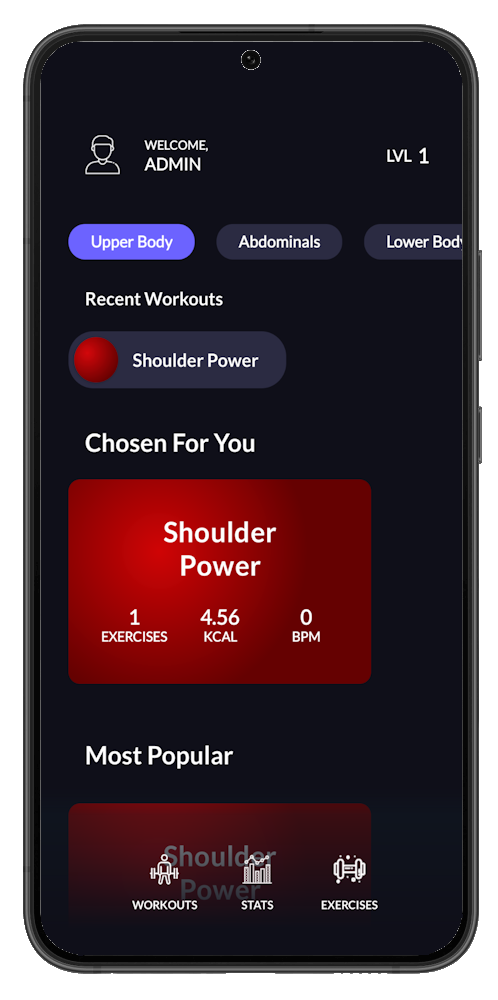 WELCOME,
ADMIN
LVL 1
Upper Body
Abdominals
Lower Body
Recent Workouts
Shoulder Power
Chosen For You
Shoulder
Power
1
EXERCISES
4.56
KCAL
0
BPM
Most Popular
Shoulder
Power
WORKOUTS
STATS
EXERCISES